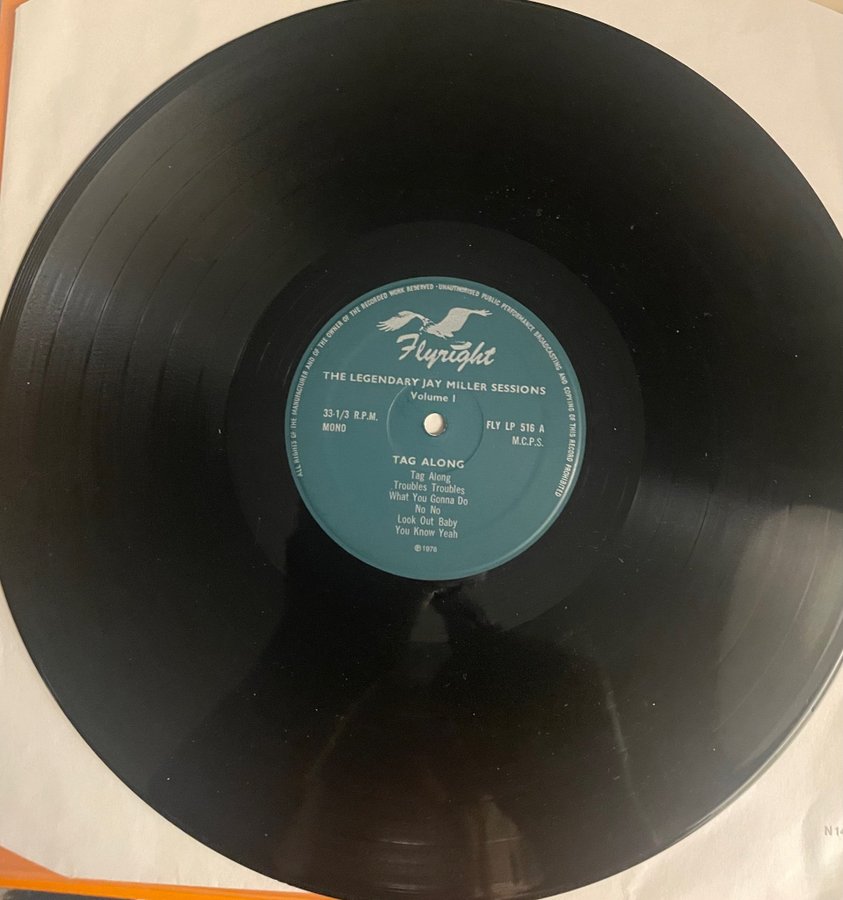 ALL RIGHTS OF THE MANUFACTURER AND OF THE OWNER OF THE RECORDED WORK RESERVED · UNAUTHORISED PUBLIC PERFORMANCE BROADCASTING AND COPYING OF THIS RECORD PROHIBITED
Flyright
THE LEGENDARY JAY MILLER SESSIONS
Volume I
33-1/3 R.P.M.
MONO
FLY LP 516 A
M.C.P.S.
TAG ALONG
Tag Along
Troubles Troubles
What You Gonna Do
No No
Look Out Baby
You Know Yeah
℗ 1976